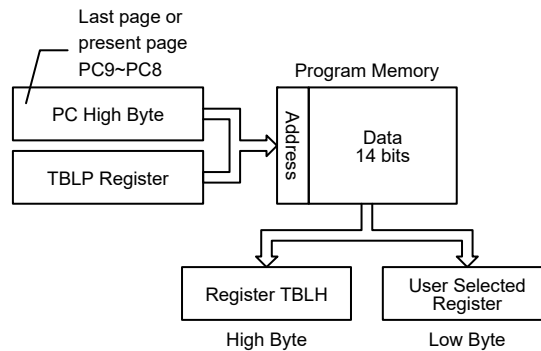 Last page or
present page
PC9~PC8
Program Memory
PC High Byte
TBLP Register
Address
Data
14 bits
Register TBLH
User Selected
Register
High Byte
Low Byte